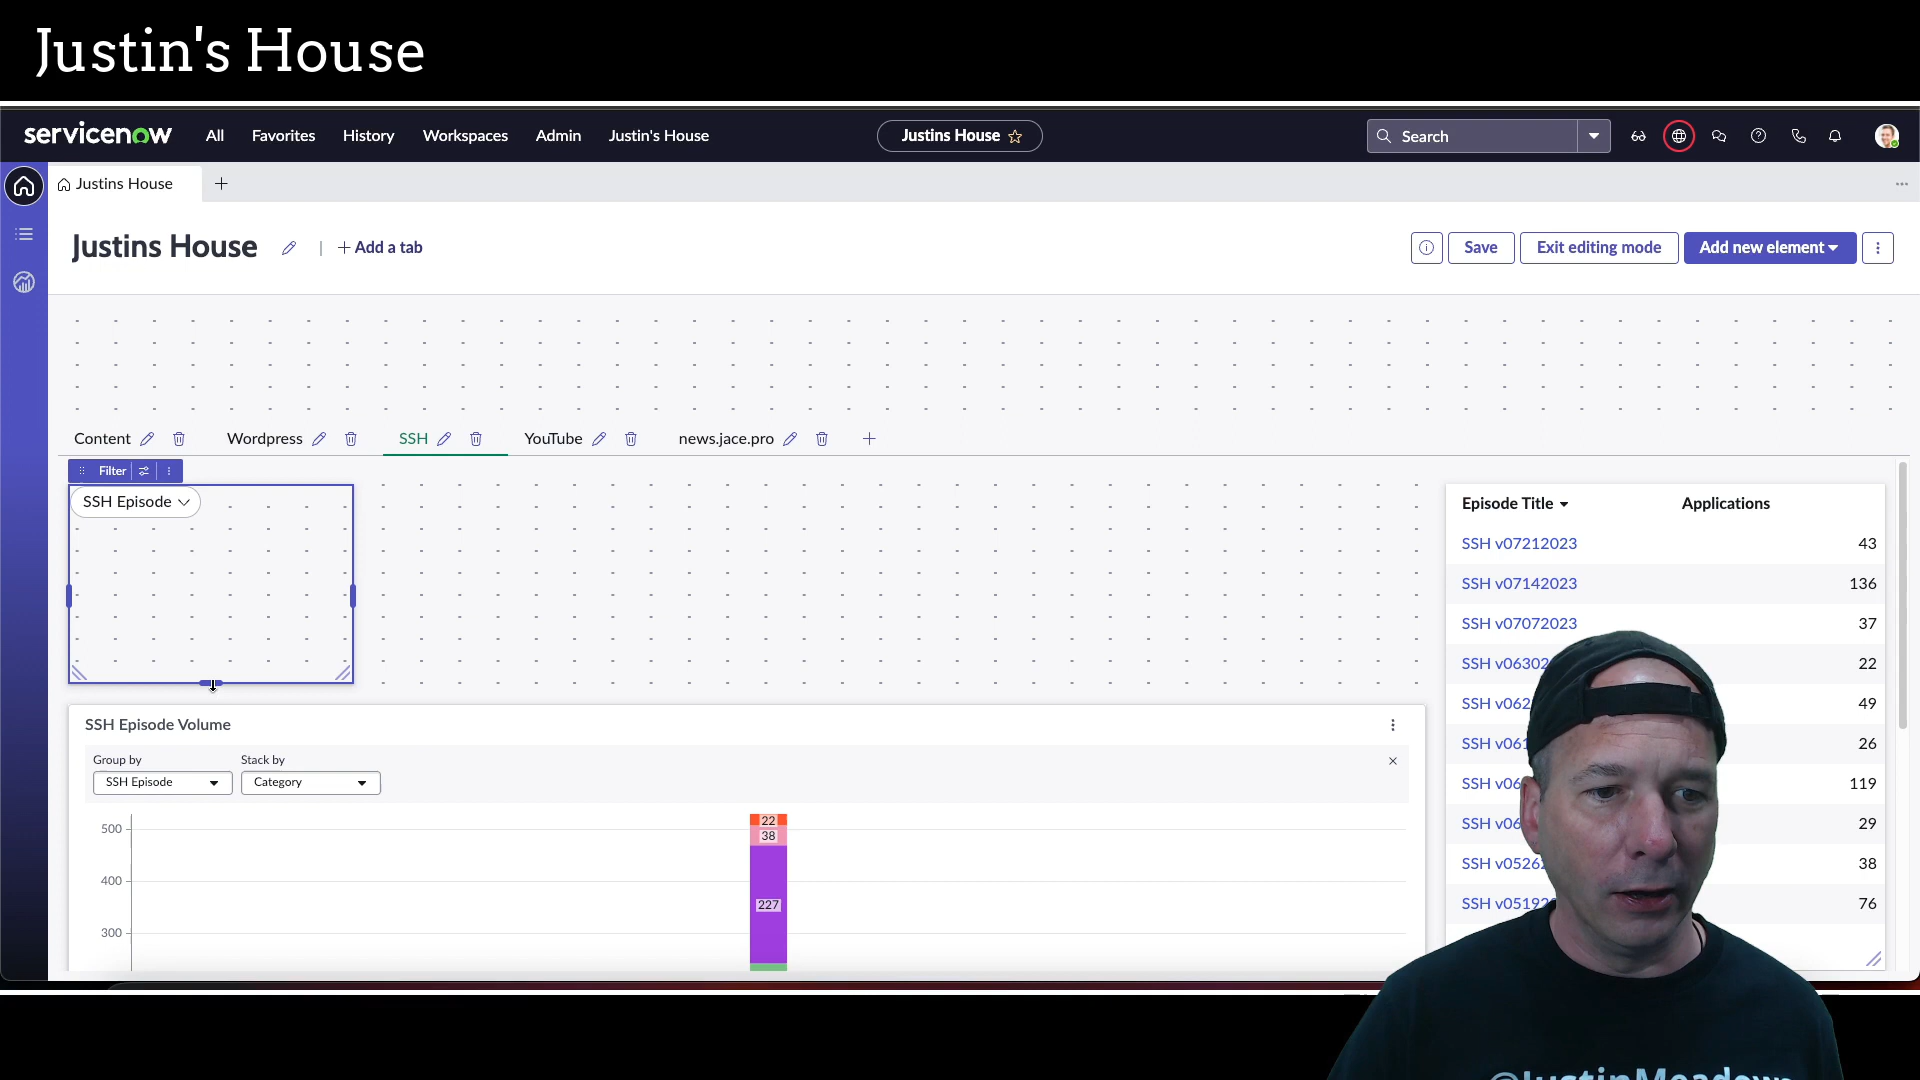 Justin's House
servicenow All Favorites History Workspaces Admin Justin's House Justins House Search
Justins House
Justins House | + Add a tab Save Exit editing mode Add new element
Content Wordpress SSH YouTube news.jace.pro
Filter
SSH Episode
Episode Title Applications
SSH v07212023 43
SSH v07142023 136
SSH v07072023 37
22
49
26
119
29
38
76
SSH Episode Volume
Group by Stack by
SSH Episode Category
500
400
300
22
38
227